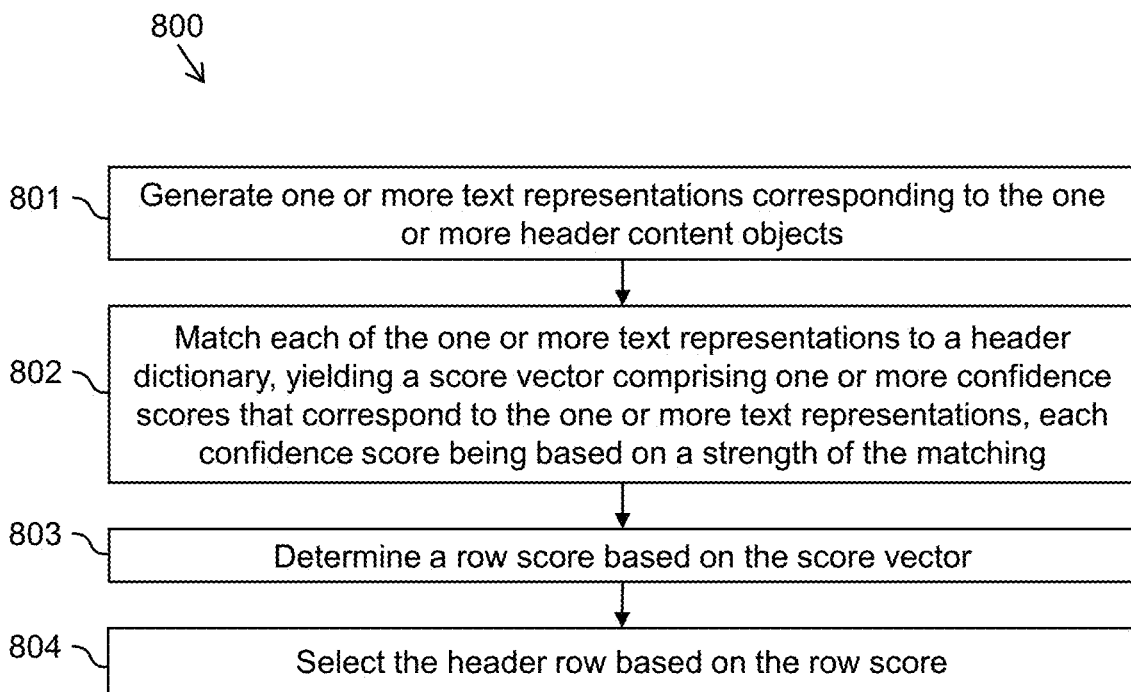 800
801
Generate one or more text representations corresponding to the one
or more header content objects
802
Match each of the one or more text representations to a header
dictionary, yielding a score vector comprising one or more confidence
scores that correspond to the one or more text representations, each
confidence score being based on a strength of the matching
803
Determine a row score based on the score vector
804
Select the header row based on the row score